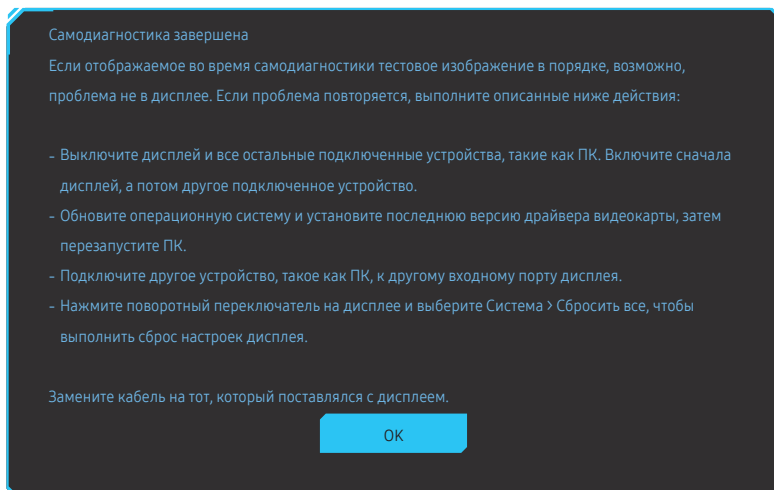 Самодиагностика завершена
Если отображаемое во время самодиагностики тестовое изображение в порядке, возможно,
проблема не в дисплее. Если проблема повторяется, выполните описанные ниже действия:
- Выключите дисплей и все остальные подключенные устройства, такие как ПК. Включите сначала
дисплей, а потом другое подключенное устройство.
- Обновите операционную систему и установите последнюю версию драйвера видеокарты, затем
перезапустите ПК.
- Подключите другое устройство, такое как ПК, к другому входному порту дисплея.
- Нажмите поворотный переключатель на дисплее и выберите Система > Сбросить все, чтобы
выполнить сброс настроек дисплея.
Замените кабель на тот, который поставлялся с дисплеем.
OK